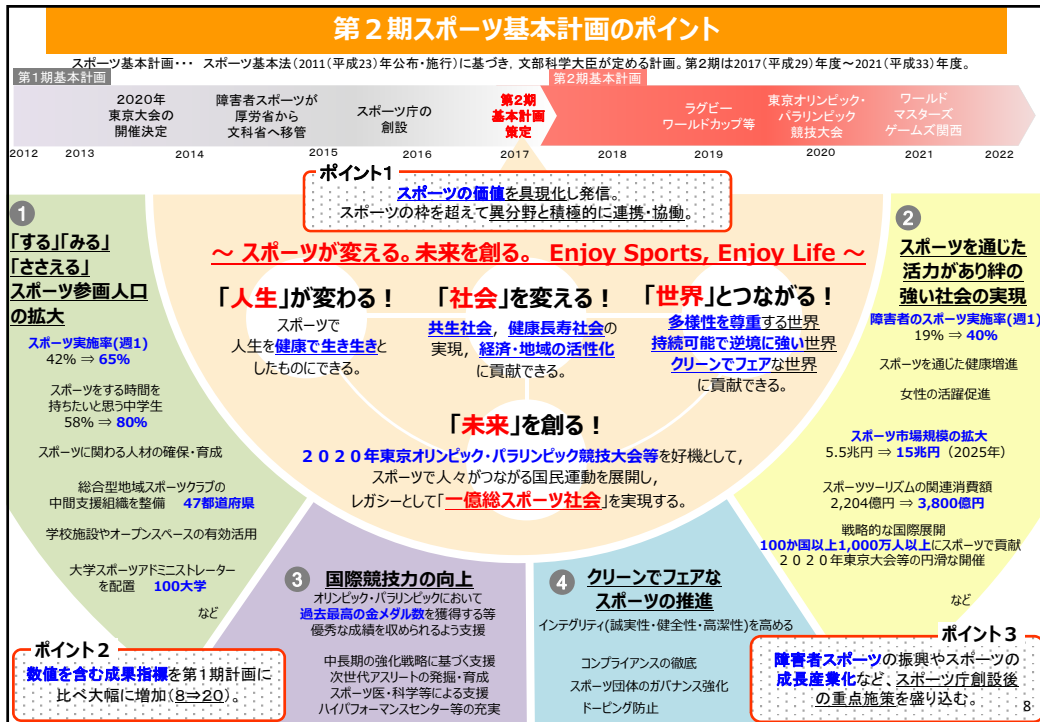 第２期スポーツ基本計画のポイント
スポーツ基本計画・・・ スポーツ基本法(2011(平成23)年公布・施行)に基づき，文部科学大臣が定める計画。第2期は2017(平成29)年度～2021(平成33)年度。
第1期基本計画
第2期基本計画
2020年
東京大会の
開催決定
障害者スポーツが
厚労省から
文科省へ移管
スポーツ庁の
創設
第2期
基本計画
策定
ラグビー
ワールドカップ等
東京オリンピック・
パラリンピック
競技大会
ワールド
マスターズ
ゲームズ関西
2012 2013 2014 2015 2016 2017 2018 2019 2020 2021 2022
ポイント1
スポーツの価値を具現化し発信。
スポーツの枠を超えて異分野と積極的に連携・協働。
～ スポーツが変える。未来を創る。 Enjoy Sports, Enjoy Life ～
「人生」が変わる！
スポーツで
人生を健康で生き生きと
したものにできる。
「社会」を変える！
共生社会，健康長寿社会の
実現，経済・地域の活性化
に貢献できる。
「世界」とつながる！
多様性を尊重する世界
持続可能で逆境に強い世界
クリーンでフェアな世界
に貢献できる。
「未来」を創る！
２０２０年東京オリンピック・パラリンピック競技大会等を好機として，
スポーツで人々がつながる国民運動を展開し，
レガシーとして「一億総スポーツ社会」を実現する。
1
「する」「みる」
「ささえる」
スポーツ参画人口
の拡大
スポーツ実施率(週1)
42% ⇒ 65%
スポーツをする時間を
持ちたいと思う中学生
58% ⇒ 80%
スポーツに関わる人材の確保・育成
総合型地域スポーツクラブの
中間支援組織を整備 47都道府県
学校施設やオープンスペースの有効活用
大学スポーツアドミニストレーター
を配置 100大学
など
2
スポーツを通じた
活力があり絆の
強い社会の実現
障害者のスポーツ実施率(週1)
19% ⇒ 40%
スポーツを通じた健康増進
女性の活躍促進
スポーツ市場規模の拡大
5.5兆円 ⇒ 15兆円（2025年）
スポーツツーリズムの関連消費額
2,204億円 ⇒ 3,800億円
戦略的な国際展開
100か国以上1,000万人以上にスポーツで貢献
２０２０年東京大会等の円滑な開催
など
3
国際競技力の向上
オリンピック・パラリンピックにおいて
過去最高の金メダル数を獲得する等
優秀な成績を収められるよう支援
中長期の強化戦略に基づく支援
次世代アスリートの発掘・育成
スポーツ医・科学等による支援
ハイパフォーマンスセンター等の充実
4
クリーンでフェアな
スポーツの推進
インテグリティ(誠実性・健全性・高潔性)を高める
コンプライアンスの徹底
スポーツ団体のガバナンス強化
ドーピング防止
ポイント２
数値を含む成果指標を第１期計画に
比べ大幅に増加(8⇒20)。
ポイント３
障害者スポーツの振興やスポーツの
成長産業化など、スポーツ庁創設後
の重点施策を盛り込む。
8